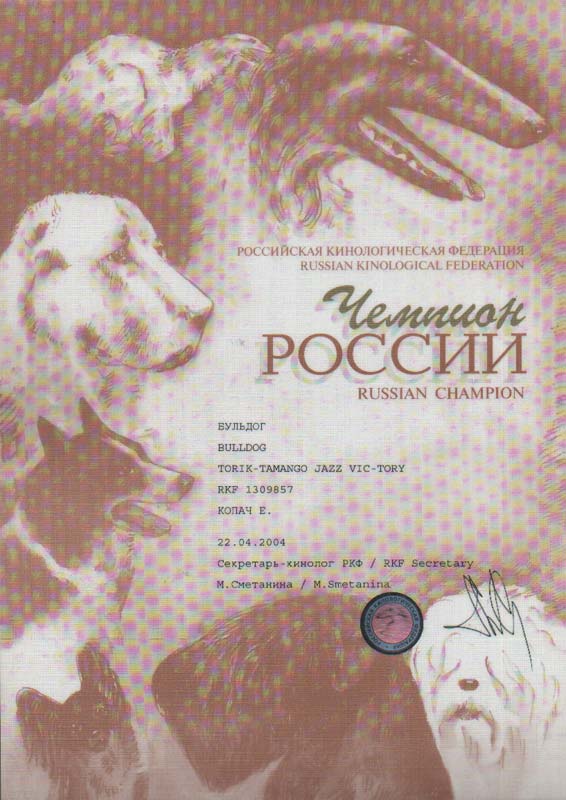 РОССИЙСКАЯ КИНОЛОГИЧЕСКАЯ ФЕДЕРАЦИЯ
RUSSIAN KINOLOGICAL FEDERATION
Чемпион
РОССИИ
RUSSIAN CHAMPION
БУЛЬДОГ
BULLDOG
TORIK-TAMANGO JAZZ VIC-TORY
RKF 1309857
КОПАЧ Е.
22.04.2004
Секретарь-кинолог РКФ / RKF Secretary
М.Сметанина / M.Smetanina